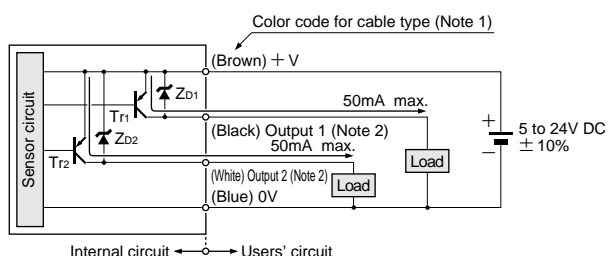 Color code for cable type (Note 1)
(Brown) + V
Sensor circuit
Tr1
ZD1
50mA max.
(Black) Output 1 (Note 2)
Tr2
ZD2
50mA max.
(White) Output 2 (Note 2)
Load
Load
+
−
5 to 24V DC
± 10%
(Blue) 0V
Internal circuit
Users' circuit